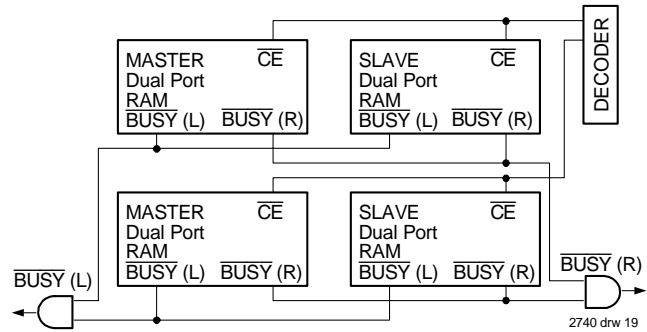 MASTER CE
Dual Port
RAM
BUSY (L) BUSY (R)
SLAVE CE
Dual Port
RAM
BUSY (L) BUSY (R)
DECODER
MASTER CE
Dual Port
RAM
BUSY (L) BUSY (R)
SLAVE CE
Dual Port
RAM
BUSY (L) BUSY (R)
BUSY (L)
BUSY (R)
2740 drw 19